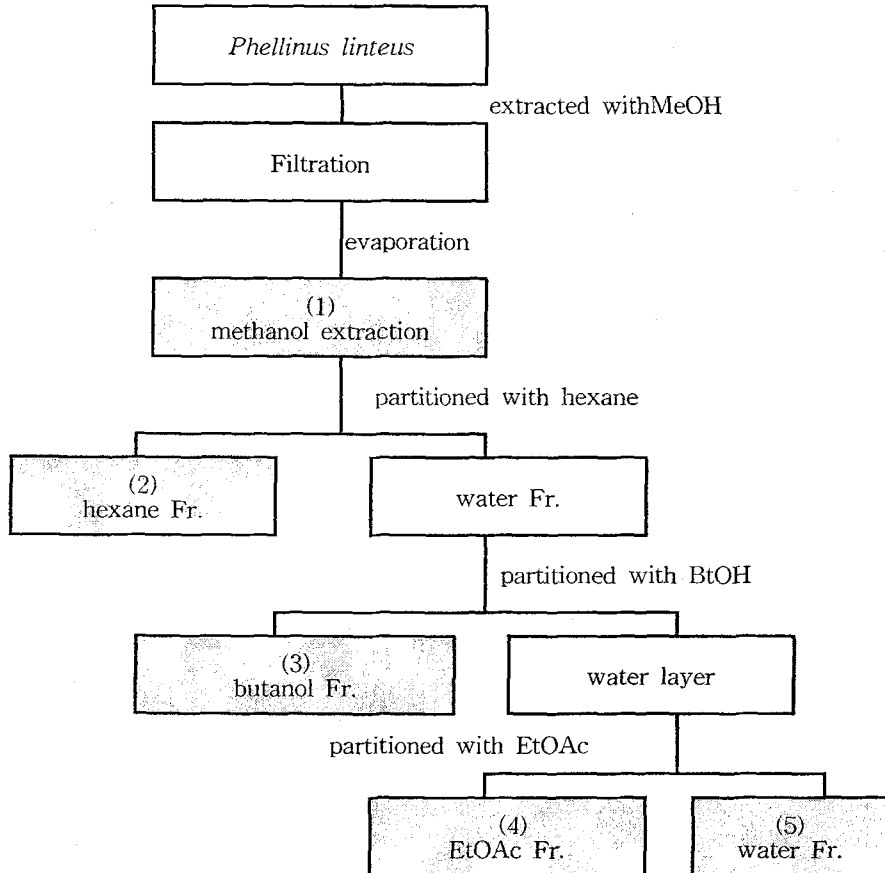 Phellinus linteus
extracted withMeOH
Filtration
evaporation
(1)
methanol extraction
partitioned with hexane
(2)
hexane Fr.
water Fr.
partitioned with BtOH
(3)
butanol Fr.
water layer
partitioned with EtOAc
(4)
EtOAc Fr.
(5)
water Fr.